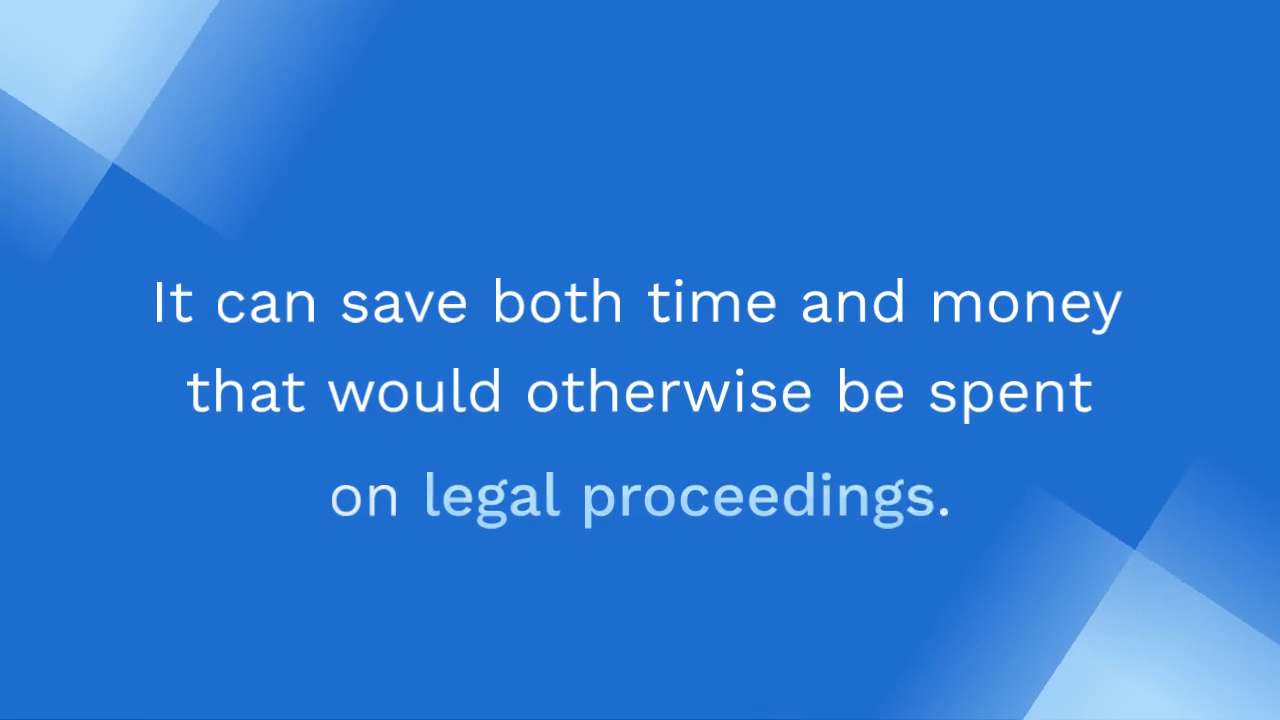 It can save both time and money
that would otherwise be spent
on legal proceedings.